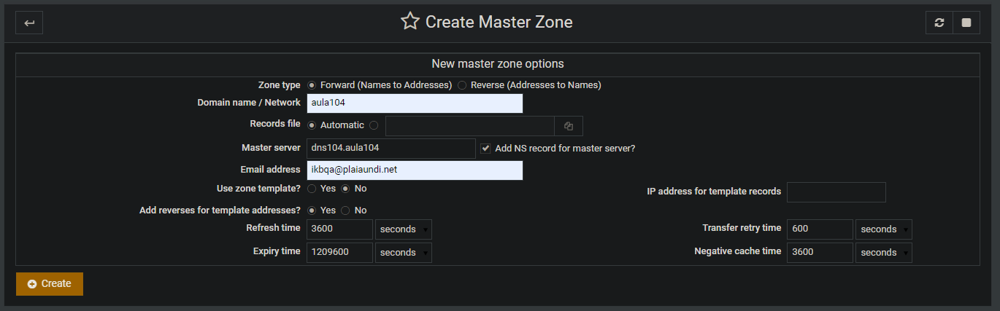 Create Master Zone
New master zone options
Zone type Forward (Names to Addresses) Reverse (Addresses to Names)
Domain name / Network aula104
Records file Automatic
Master server dns104.aula104 Add NS record for master server?
Email address ikbqa@plaiaundi.net
Use zone template? Yes No IP address for template records
Add reverses for template addresses? Yes No
Refresh time 3600 seconds Transfer retry time 600 seconds
Expiry time 1209600 seconds Negative cache time 3600 seconds
Create